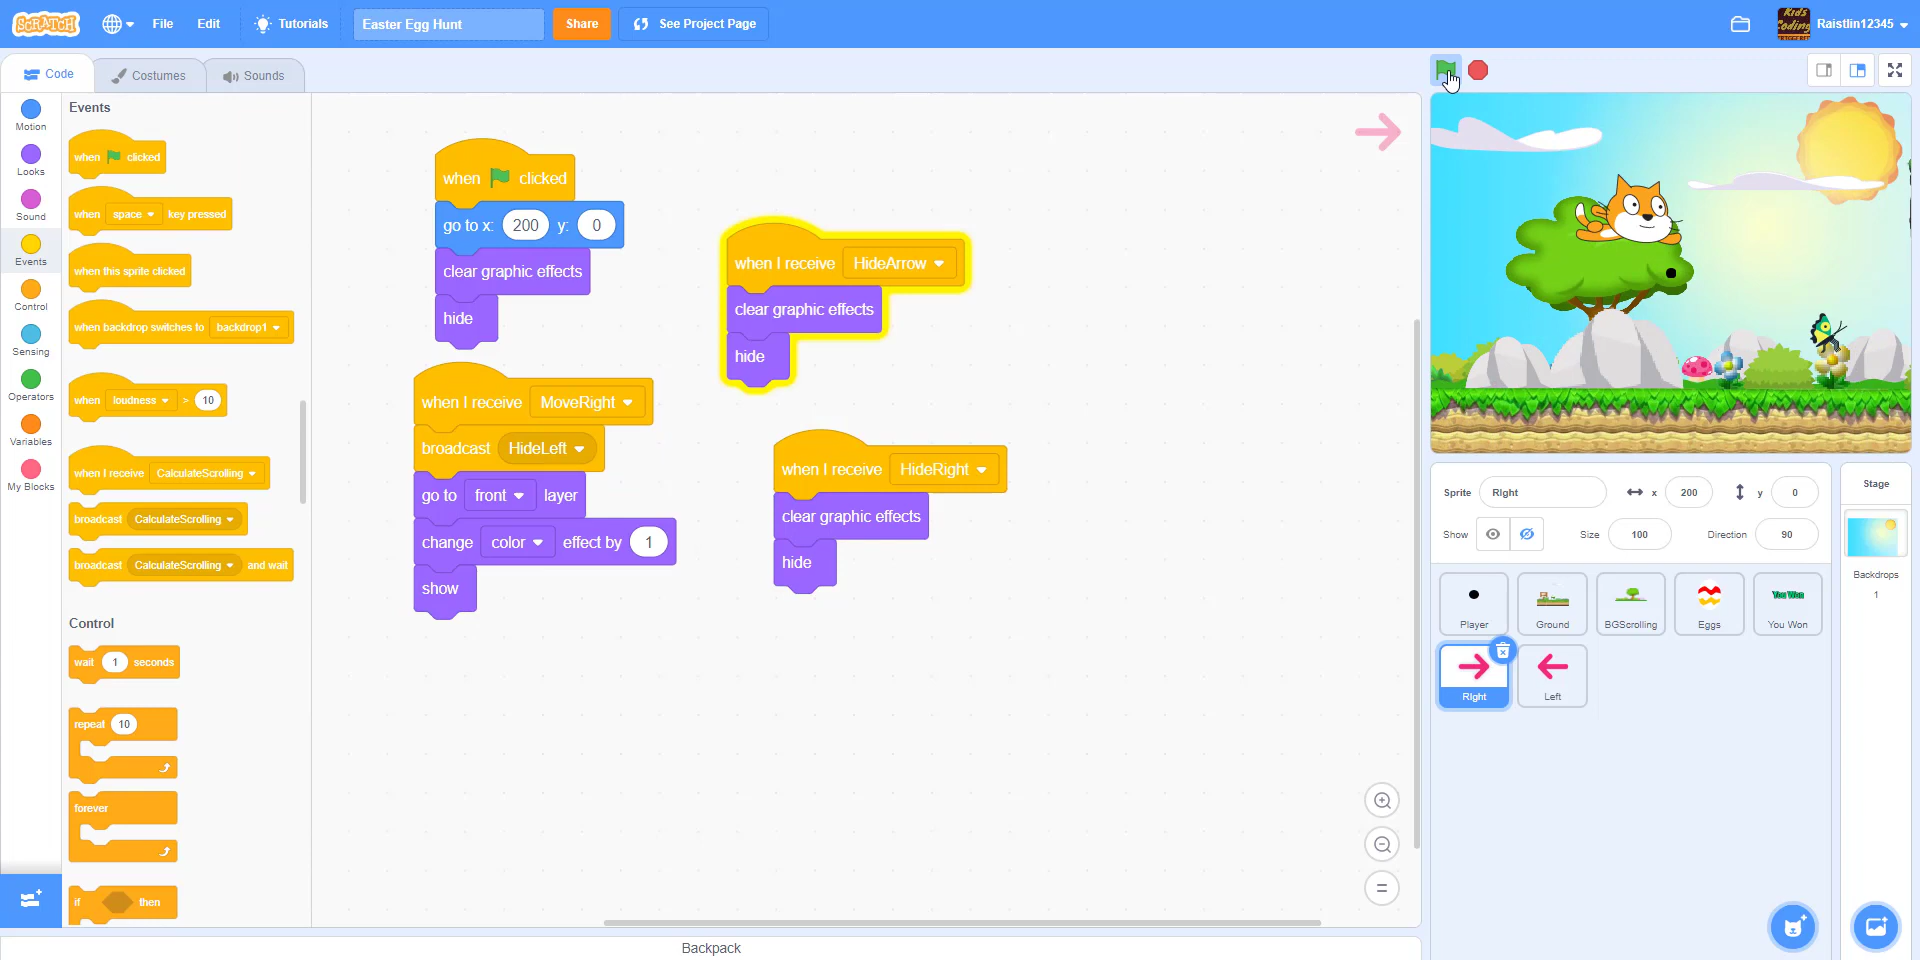 SCRATCH
File
Edit
Tutorials
Easter Egg Hunt
Share
See Project Page
Kids
Coding
Raistlin12345
Code
Costumes
Sounds
Motion
Looks
Sound
Events
Control
Sensing
Operators
Variables
My Blocks
Events
when clicked
when space key pressed
when this sprite clicked
when backdrop switches to backdrop1
when loudness > 10
when I receive CalculateScrolling
broadcast CalculateScrolling
broadcast CalculateScrolling and wait
Control
wait 1 seconds
repeat 10
forever
if then
when clicked
go to x: 200 y: 0
clear graphic effects
hide
when I receive MoveRight
broadcast HideLeft
go to front layer
change color effect by 1
show
when I receive HideArrow
clear graphic effects
hide
when I receive HideRight
clear graphic effects
hide
Backpack
Sprite RIght x 200 y 0
Show Size 100 Direction 90
Player
Ground
BGScrolling
Eggs
You Won
You Won
RIght
Left
Stage
Backdrops
1